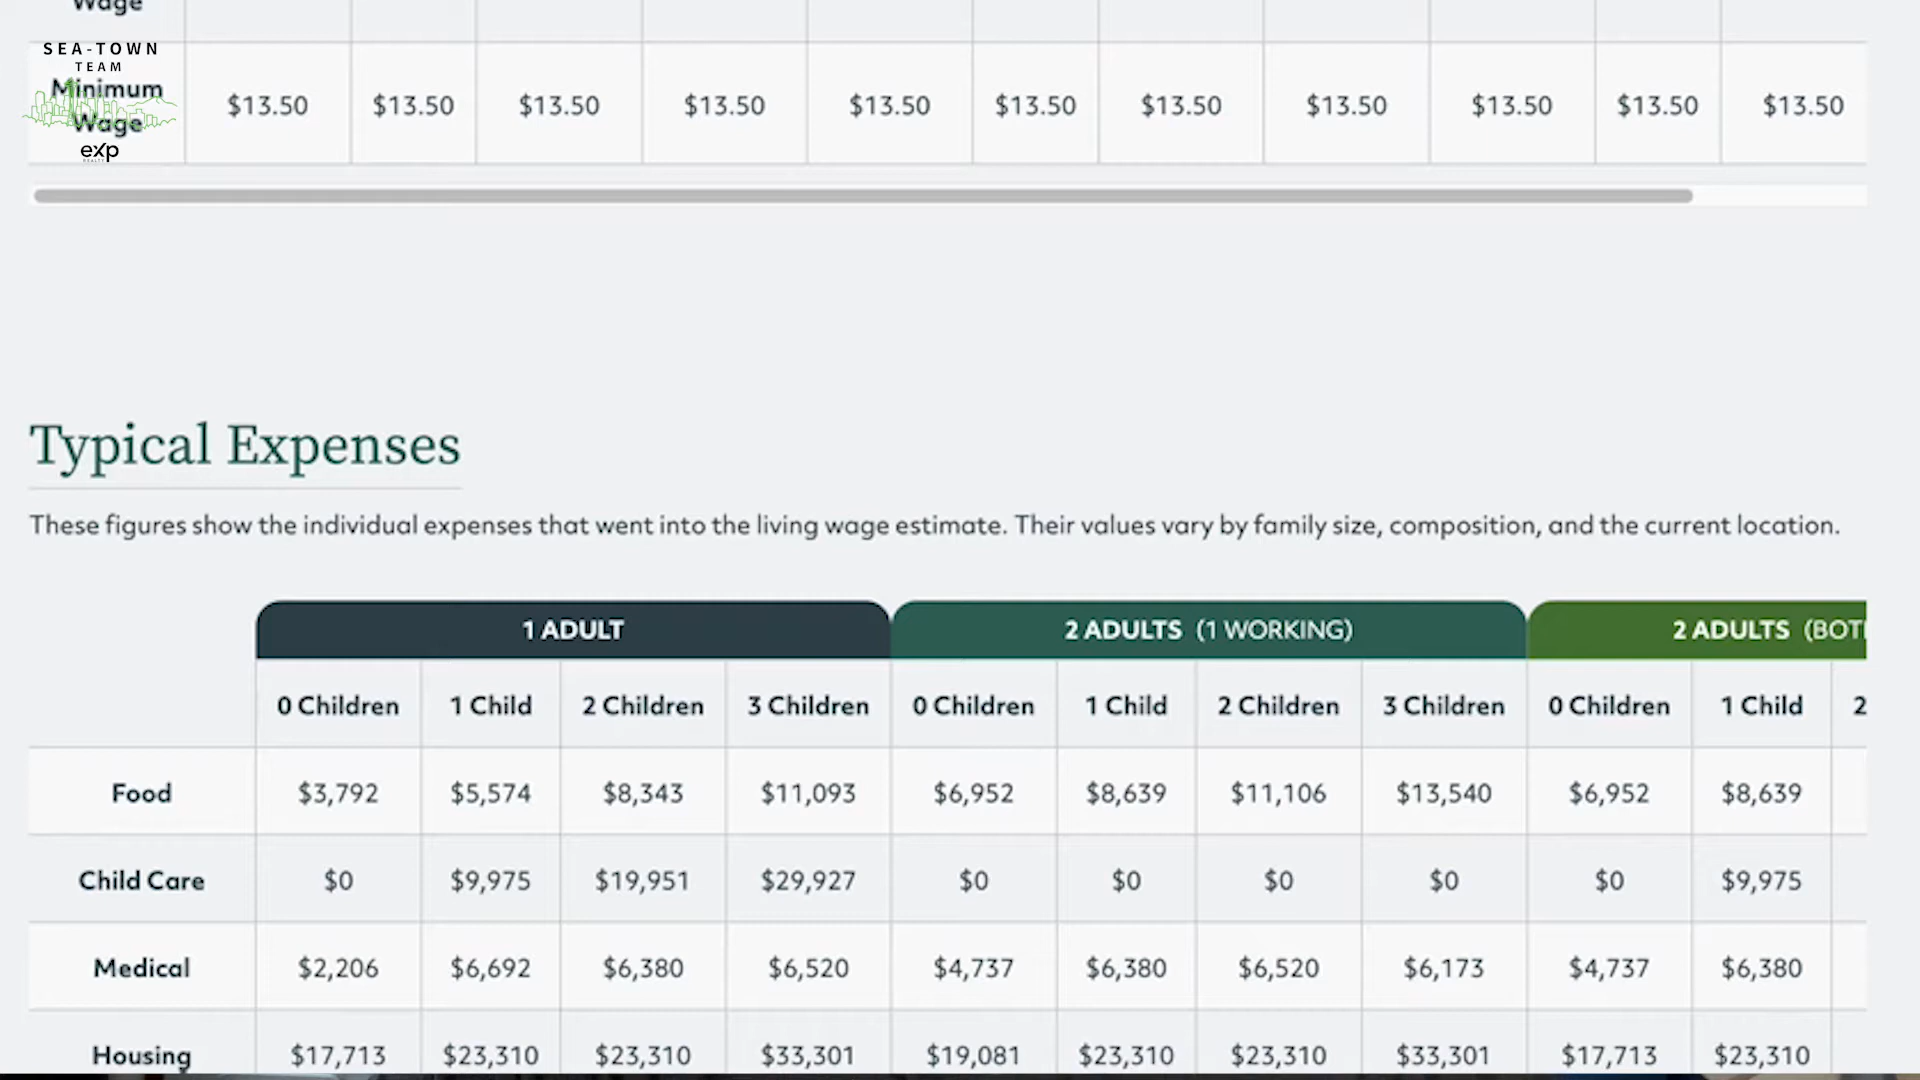 Wage
SEA-TOWN
TEAM
Minimum
Wage
exp
REALTY
$13.50 $13.50 $13.50 $13.50 $13.50 $13.50 $13.50 $13.50 $13.50 $13.50 $13.50
Typical Expenses
These figures show the individual expenses that went into the living wage estimate. Their values vary by family size, composition, and the current location.
1 ADULT 2 ADULTS (1 WORKING) 2 ADULTS (BOT
0 Children 1 Child 2 Children 3 Children 0 Children 1 Child 2 Children 3 Children 0 Children 1 Child 2
Food $3,792 $5,574 $8,343 $11,093 $6,952 $8,639 $11,106 $13,540 $6,952 $8,639
Child Care $0 $9,975 $19,951 $29,927 $0 $0 $0 $0 $0 $9,975
Medical $2,206 $6,692 $6,380 $6,520 $4,737 $6,380 $6,520 $6,173 $4,737 $6,380
Housing $17,713 $23,310 $23,310 $33,301 $19,081 $23,310 $23,310 $33,301 $17,713 $23,310